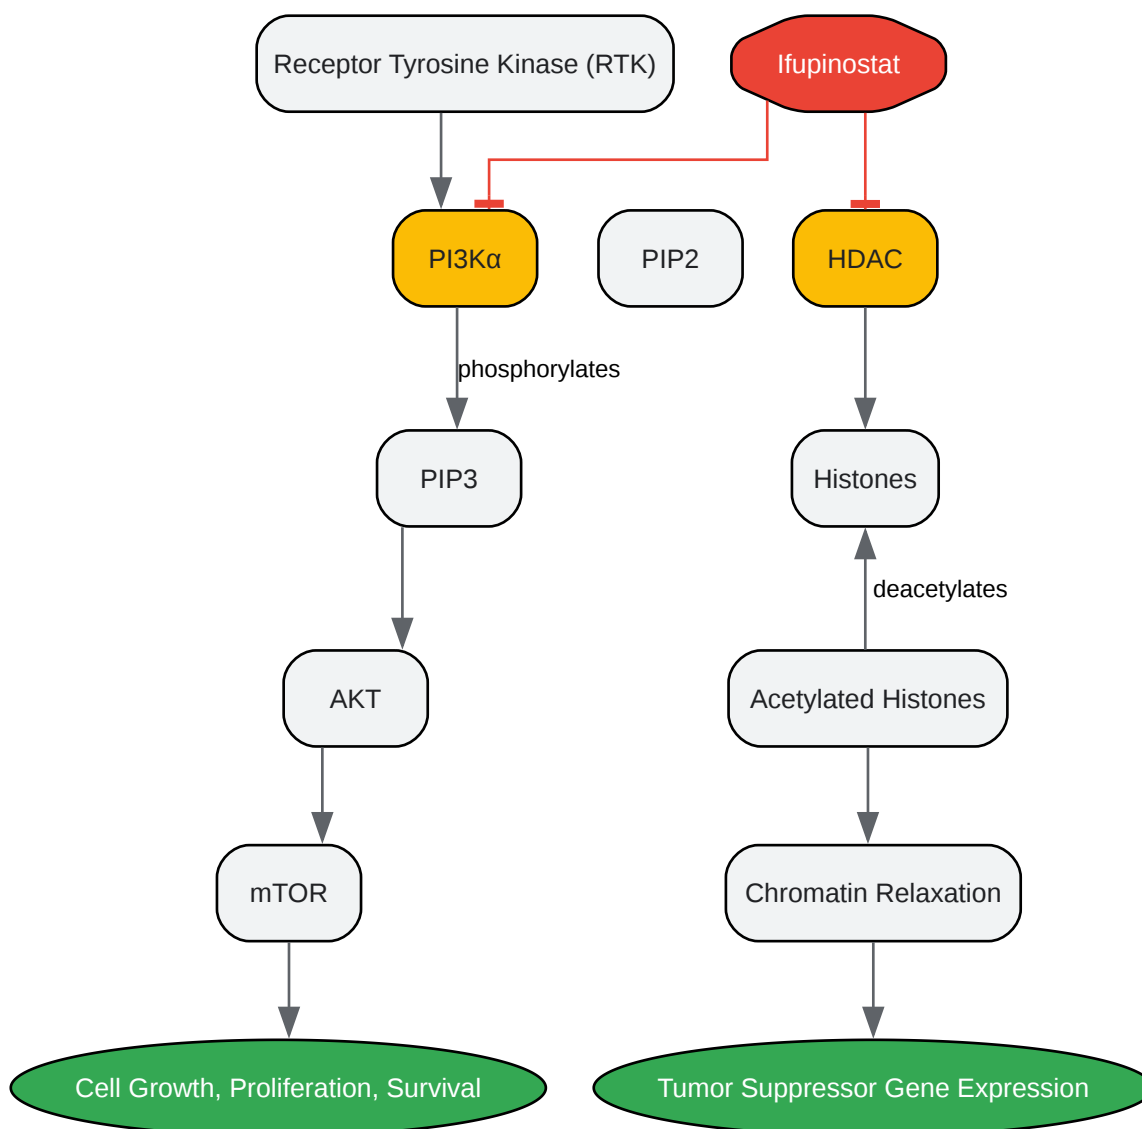 Receptor Tyrosine Kinase (RTK)
Ifupinostat
PI3Kα
PIP2
HDAC
phosphorylates
PIP3
Histones
deacetylates
AKT
Acetylated Histones
mTOR
Chromatin Relaxation
Cell Growth, Proliferation, Survival
Tumor Suppressor Gene Expression